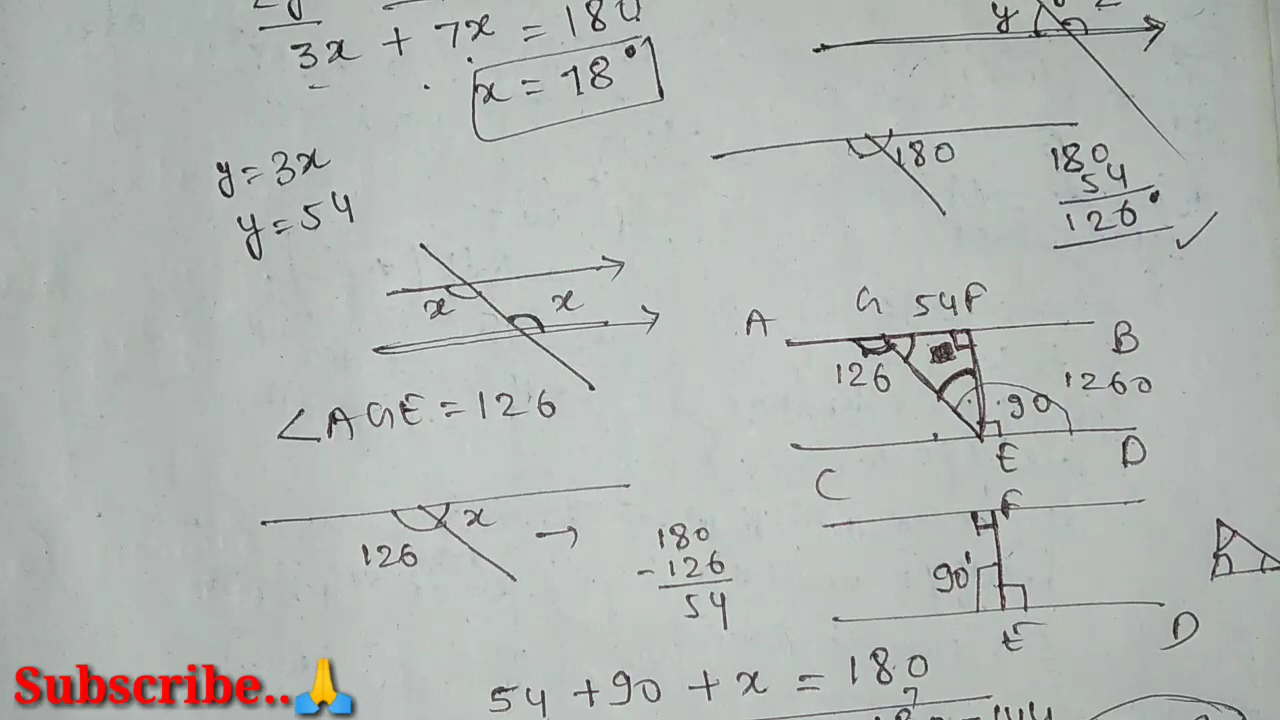 3x + 7x = 180
x = 18°
y = 3x
y = 54
y
180
180
54
126°
x
x
∠AGE = 126
G 54 F
A
B
126
1260
90
E
C
D
126
x
180
-126
54
F
90°
E
D
54 + 90 + x = 180
Subscribe..🙏